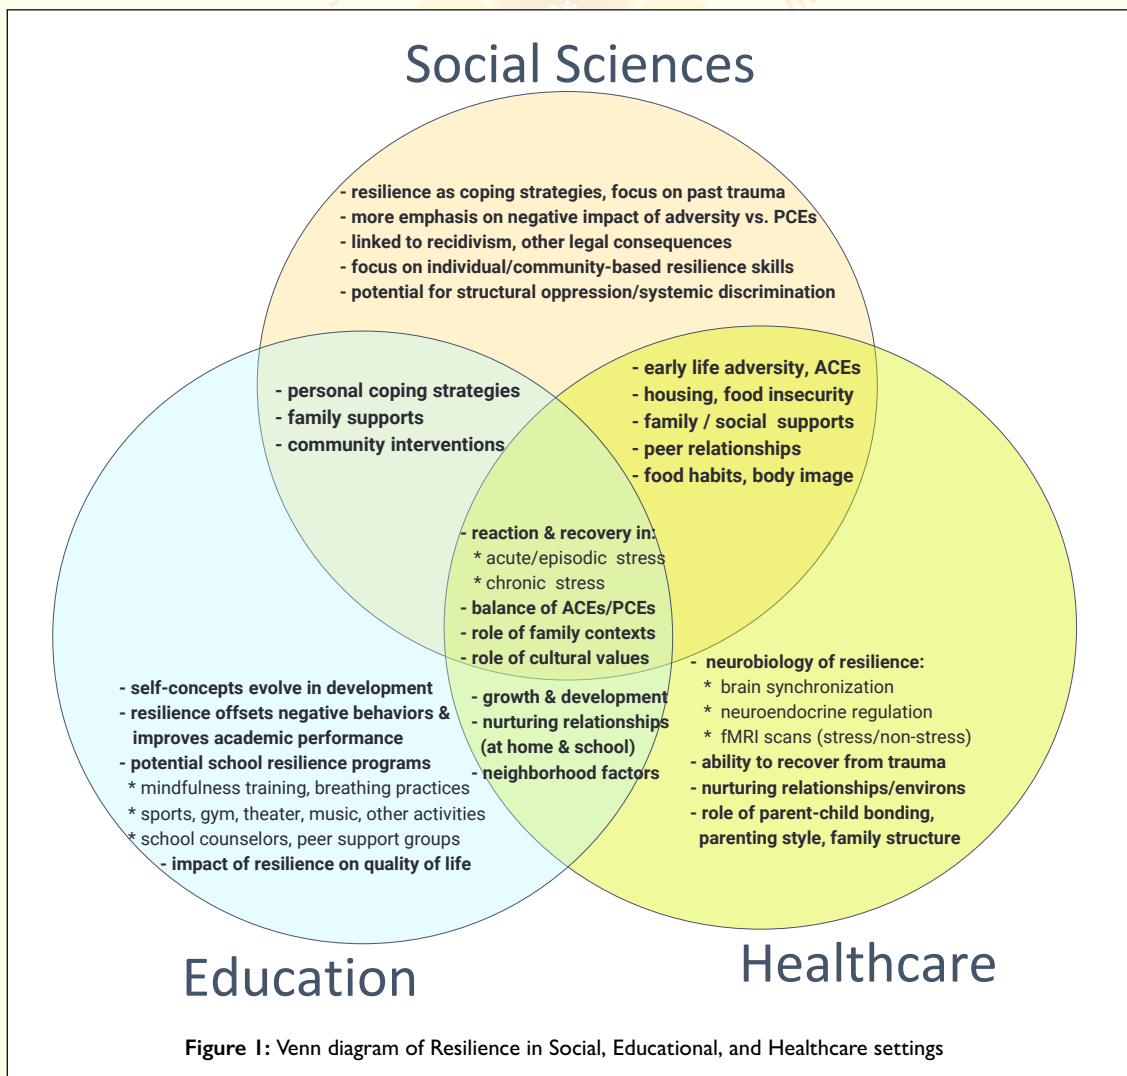 Social Sciences
- resilience as coping strategies, focus on past trauma
- more emphasis on negative impact of adversity vs. PCEs
- linked to recidivism, other legal consequences
- focus on individual/community-based resilience skills
- potential for structural oppression/systemic discrimination
- personal coping strategies
- family supports
- community interventions
- early life adversity, ACEs
- housing, food insecurity
- family / social supports
- peer relationships
- food habits, body image
- reaction & recovery in:
* acute/episodic stress
* chronic stress
- balance of ACEs/PCEs
- role of family contexts
- role of cultural values
- self-concepts evolve in development
- resilience offsets negative behaviors &
improves academic performance
- potential school resilience programs
* mindfulness training, breathing practices
* sports, gym, theater, music, other activities
* school counselors, peer support groups
- impact of resilience on quality of life
- growth & development
- nurturing relationships
(at home & school)
- neighborhood factors
- neurobiology of resilience:
* brain synchronization
* neuroendocrine regulation
* fMRI scans (stress/non-stress)
- ability to recover from trauma
- nurturing relationships/environs
- role of parent-child bonding,
parenting style, family structure
Education
Healthcare
Figure 1: Venn diagram of Resilience in Social, Educational, and Healthcare settings